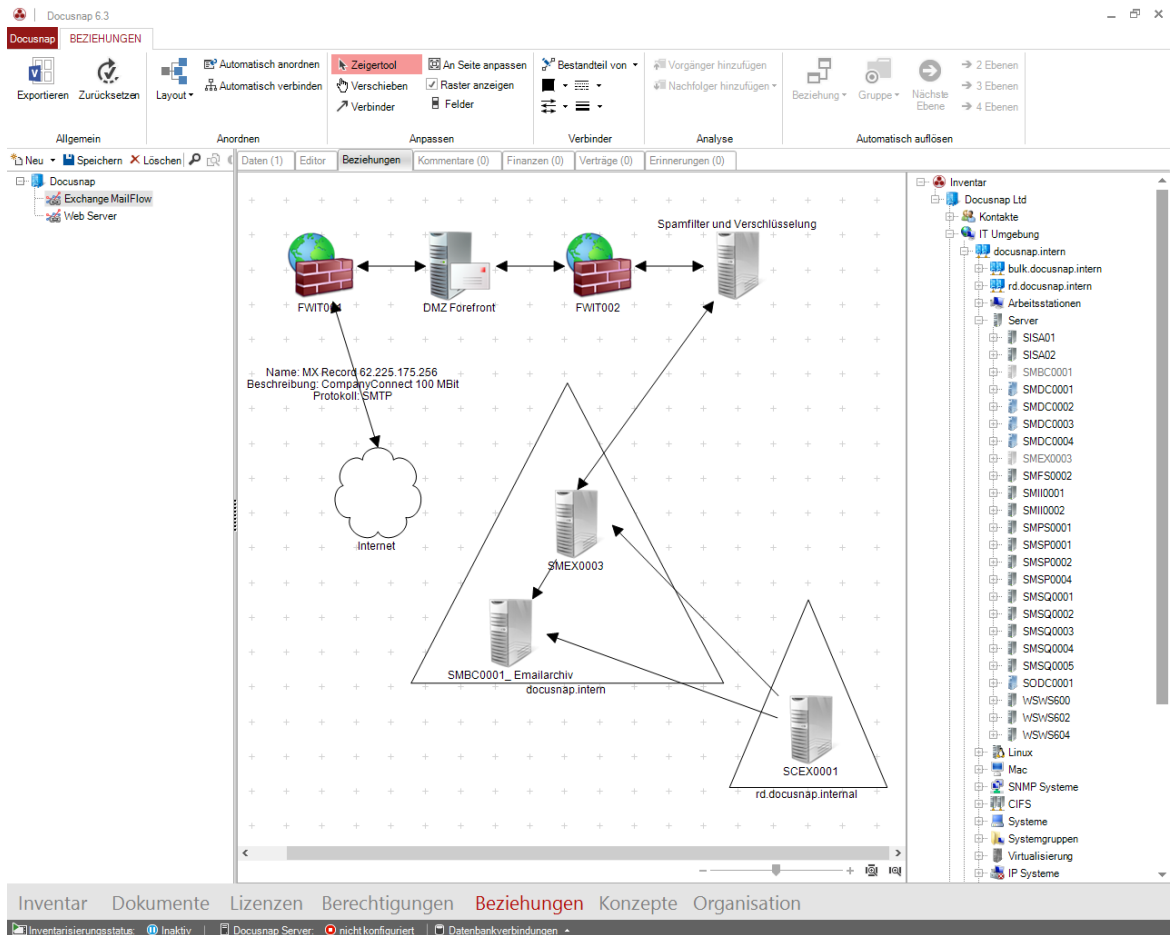 Docusnap 6.3
Docusnap
BEZIEHUNGEN
Exportieren
Zurücksetzen
Allgemein
Layout
Automatisch anordnen
Automatisch verbinden
Anordnen
Zeigertool
Verschieben
Verbinder
An Seite anpassen
Raster anzeigen
Felder
Anpassen
Bestandteil von
Verbinder
Vorgänger hinzufügen
Nachfolger hinzufügen
Analyse
Beziehung
Gruppe
Nächste
Ebene
2 Ebenen
3 Ebenen
4 Ebenen
Automatisch auflösen
Neu
Speichern
Löschen
Docusnap
Exchange MailFlow
Web Server
Daten (1)
Editor
Beziehungen
Kommentare (0)
Finanzen (0)
Verträge (0)
Erinnerungen (0)
Spamfilter und Verschlüsselung
FWIT001
DMZ Forefront
FWIT002
Name: MX Record 62.225.175.256
Beschreibung: CompanyConnect 100 MBit
Protokoll: SMTP
Internet
SMEX0003
SMBC0001_ Emailarchiv
docusnap.intern
SCEX0001
rd.docusnap.internal
Inventar
Docusnap Ltd
Kontakte
IT Umgebung
docusnap.intern
bulk.docusnap.intern
rd.docusnap.intern
Arbeitsstationen
Server
SISA01
SISA02
SMBC0001
SMDC0001
SMDC0002
SMDC0003
SMDC0004
SMEX0003
SMFS0002
SMII0001
SMII0002
SMPS0001
SMSP0001
SMSP0002
SMSP0004
SMSQ0001
SMSQ0002
SMSQ0003
SMSQ0004
SMSQ0005
SODC0001
WSWS600
WSWS602
WSWS604
Linux
Mac
SNMP Systeme
CIFS
Systeme
Systemgruppen
Virtualisierung
IP Systeme
Inventar
Dokumente
Lizenzen
Berechtigungen
Beziehungen
Konzepte
Organisation
Inventarisierungsstatus:
Inaktiv
Docusnap Server:
nicht konfiguriert
Datenbankverbindungen